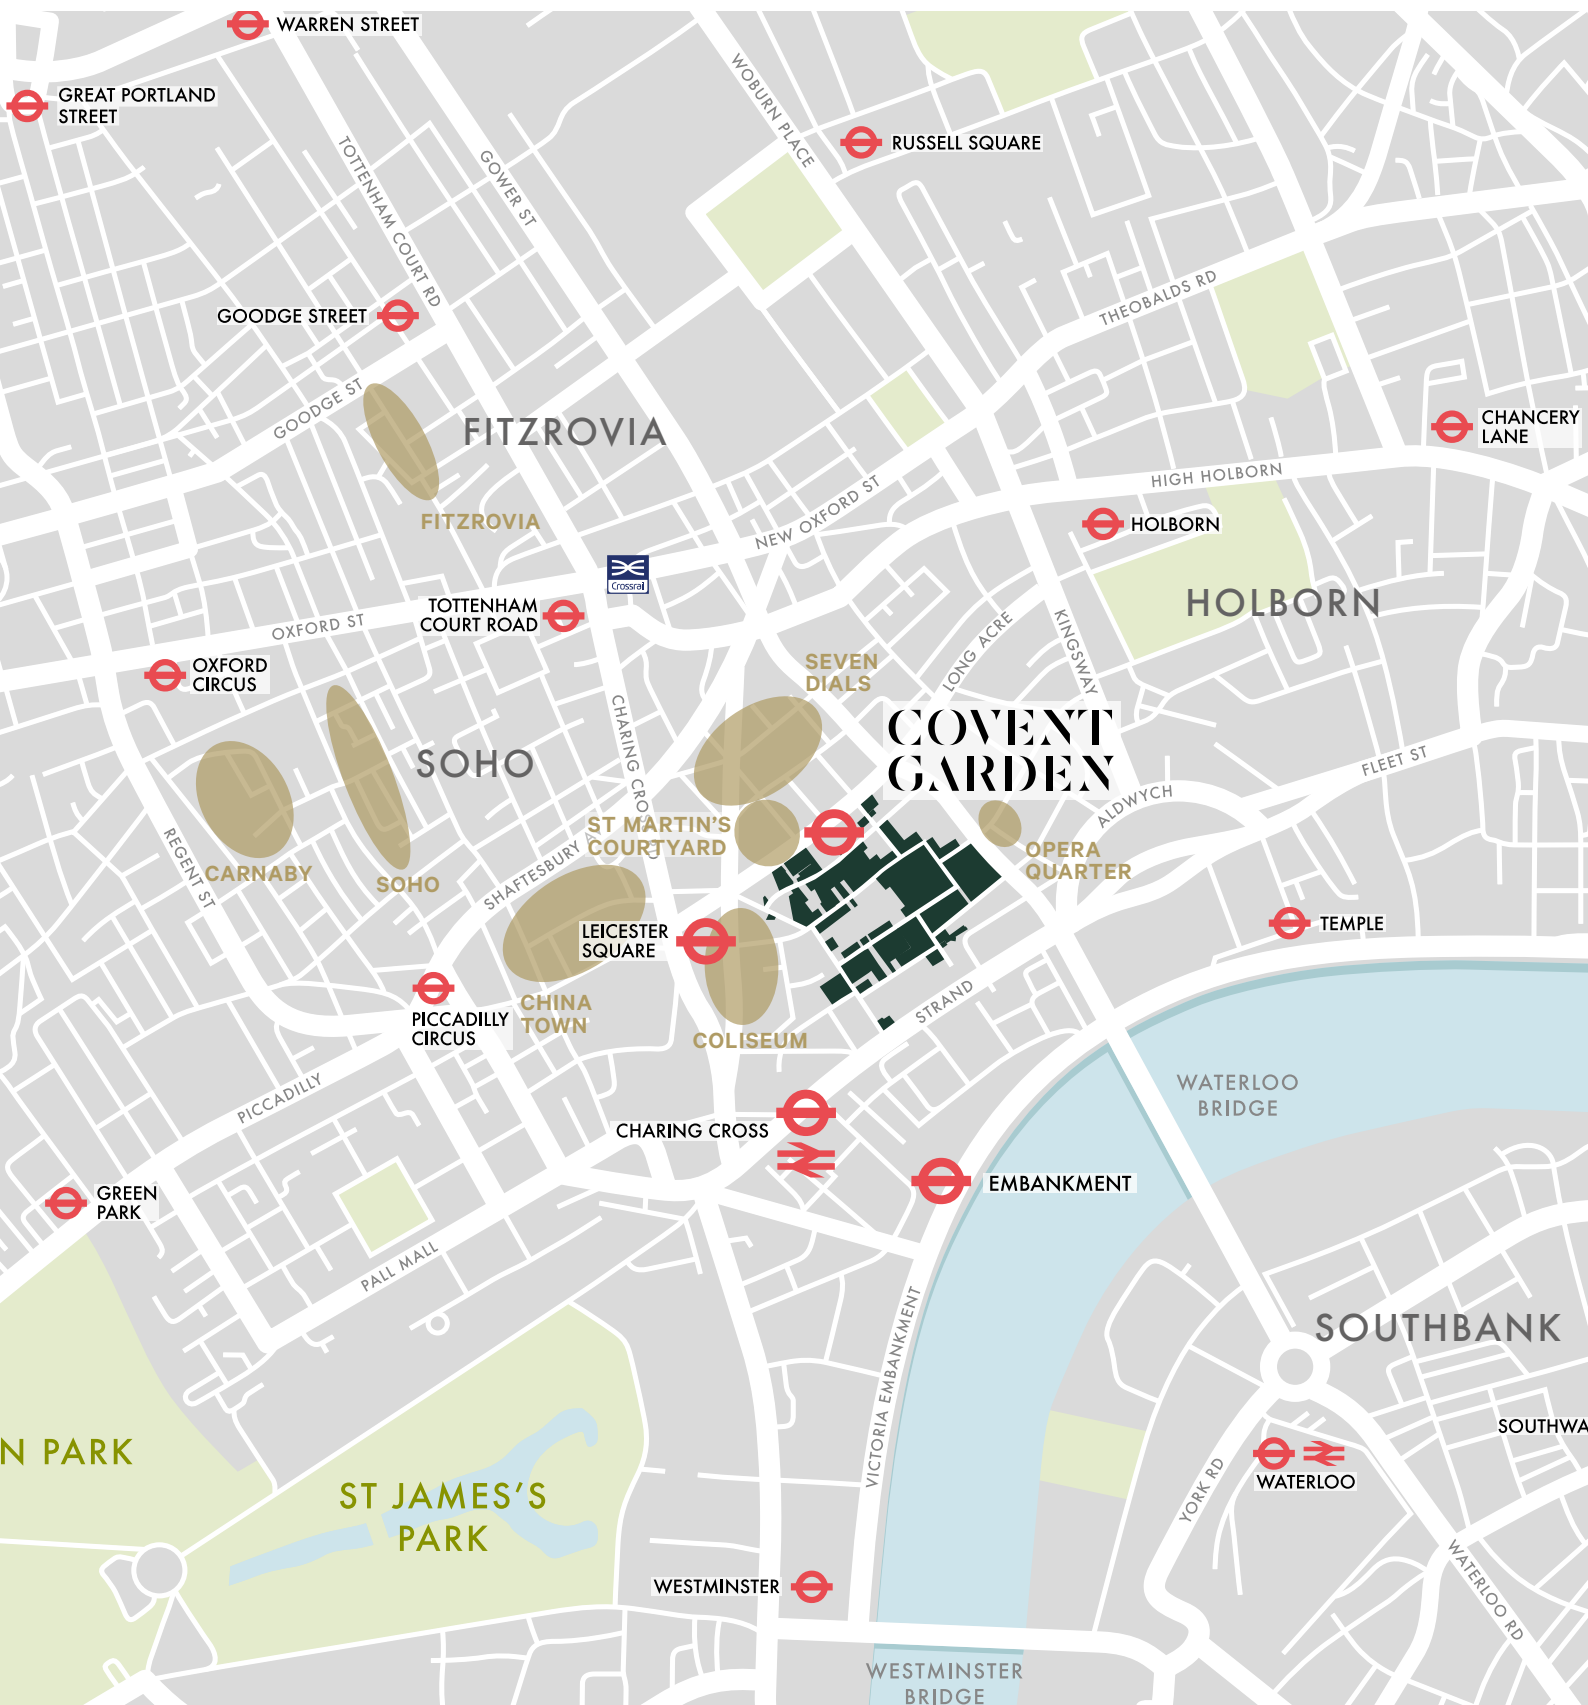 WARREN STREET
GREAT PORTLAND
STREET
WOBURN PLACE
RUSSELL SQUARE
TOTTENHAM COURT RD
GOWER ST
THEOBALDS RD
GOODGE STREET
GOODGE ST
FITZROVIA
CHANCERY
LANE
HIGH HOLBORN
NEW OXFORD ST
FITZROVIA
HOLBORN
Crossrail
TOTTENHAM
COURT ROAD
HOLBORN
OXFORD ST
LONG ACRE
KINGSWAY
OXFORD
CIRCUS
SEVEN
DIALS
CHARING CROSS RD
COVENT
GARDEN
SOHO
FLEET ST
ALDWYCH
ST MARTIN'S
COURTYARD
REGENT ST
CARNABY
SOHO
SHAFTESBURY A
OPERA
QUARTER
LEICESTER
SQUARE
TEMPLE
PICCADILLY
CIRCUS
CHINA
TOWN
COLISEUM
STRAND
PICCADILLY
WATERLOO
BRIDGE
CHARING CROSS
EMBANKMENT
GREEN
PARK
PALL MALL
VICTORIA EMBANKMENT
SOUTHBANK
N PARK
SOUTHWA
ST JAMES'S
PARK
YORK RD
WATERLOO
WESTMINSTER
WATERLOO RD
WESTMINSTER
BRIDGE